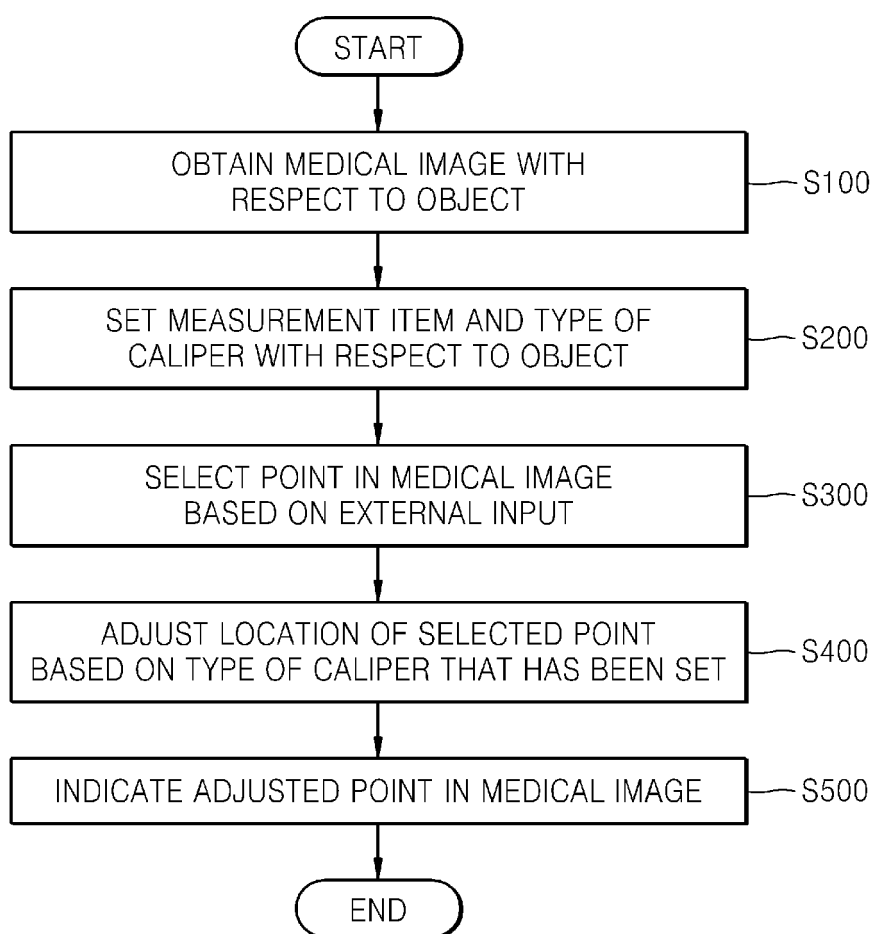 START
OBTAIN MEDICAL IMAGE WITH
RESPECT TO OBJECT
S100
SET MEASUREMENT ITEM AND TYPE OF
CALIPER WITH RESPECT TO OBJECT
S200
SELECT POINT IN MEDICAL IMAGE
BASED ON EXTERNAL INPUT
S300
ADJUST LOCATION OF SELECTED POINT
BASED ON TYPE OF CALIPER THAT HAS BEEN SET
S400
INDICATE ADJUSTED POINT IN MEDICAL IMAGE
S500
END